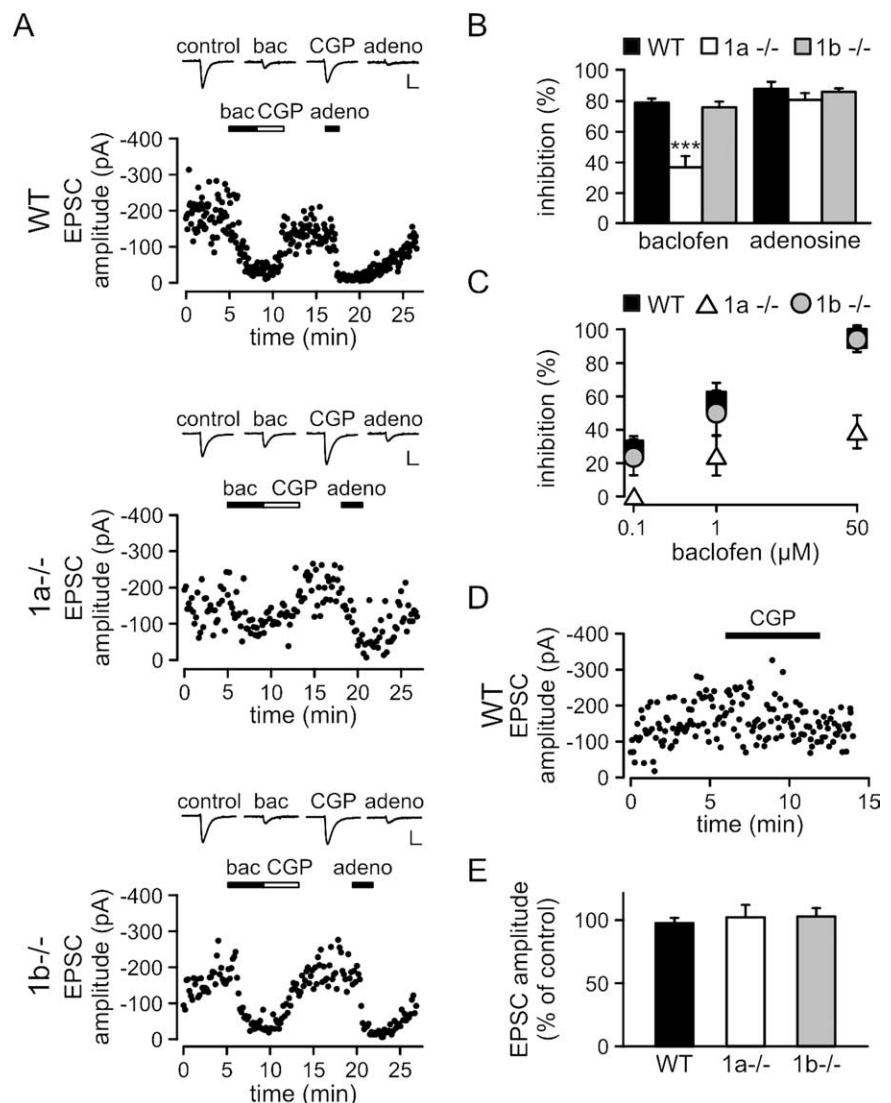 A
control bac CGP adeno
bac CGP adeno
WT
EPSC
amplitude (pA)
-400
-300
-200
-100
0
0 5 10 15 20 25
time (min)
control bac CGP adeno
bac CGP adeno
1a-/-
EPSC
amplitude (pA)
-400
-300
-200
-100
0
0 5 10 15 20 25
time (min)
control bac CGP adeno
bac CGP adeno
1b-/-
EPSC
amplitude (pA)
-400
-300
-200
-100
0
0 5 10 15 20 25
time (min)
B
WT 1a -/- 1b -/-
inhibition (%)
100
80
60
40
20
0
***
baclofen adenosine
C
WT 1a -/- 1b -/-
inhibition (%)
100
80
60
40
20
0
0.1 1 50
baclofen (µM)
D
CGP
WT
EPSC
amplitude (pA)
-400
-300
-200
-100
0
0 5 10 15
time (min)
E
EPSC amplitude
(% of control)
100
50
0
WT 1a-/- 1b-/-